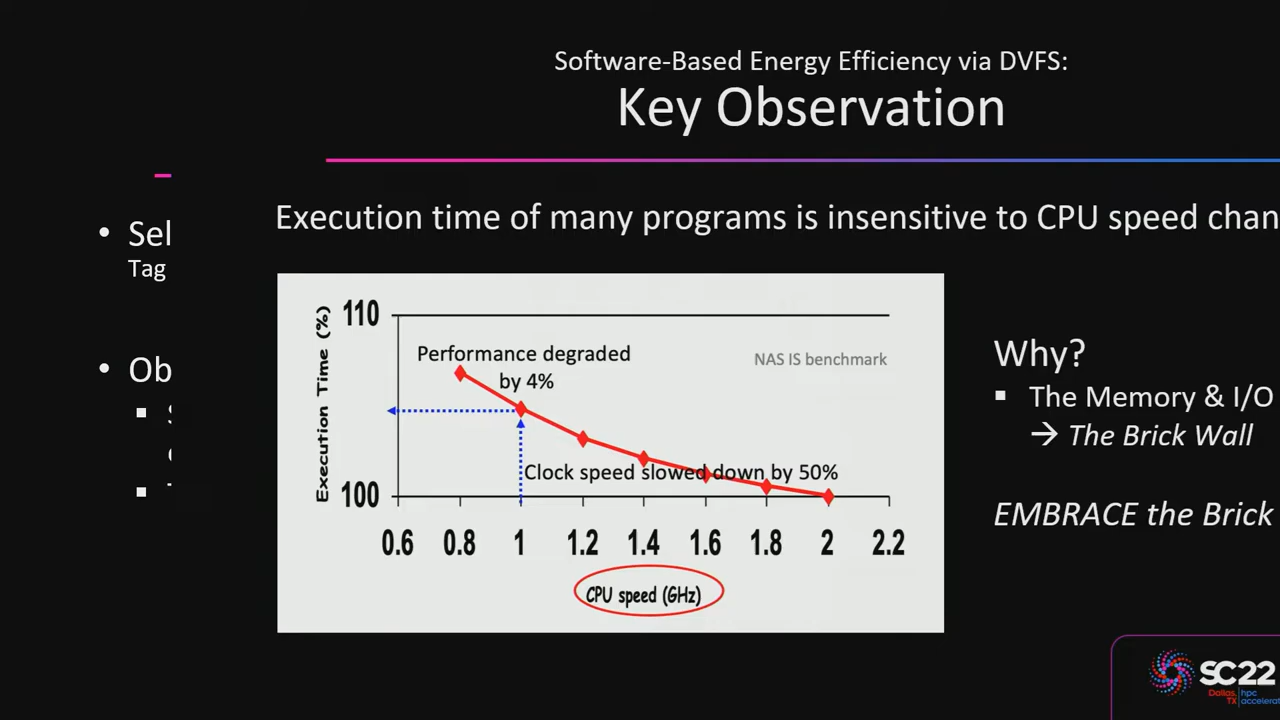 Software-Based Energy Efficiency via DVFS:
Key Observation
• Sel
Tag
• Ob
Execution time of many programs is insensitive to CPU speed chan
Execution Time (%)
110
100
Performance degraded
by 4%
NAS IS benchmark
Clock speed slowed down by 50%
0.6 0.8 1 1.2 1.4 1.6 1.8 2 2.2
CPU speed (GHz)
Why?
▪ The Memory & I/O
→ The Brick Wall
EMBRACE the Brick
SC22
Dallas, TX | hpc accelerat